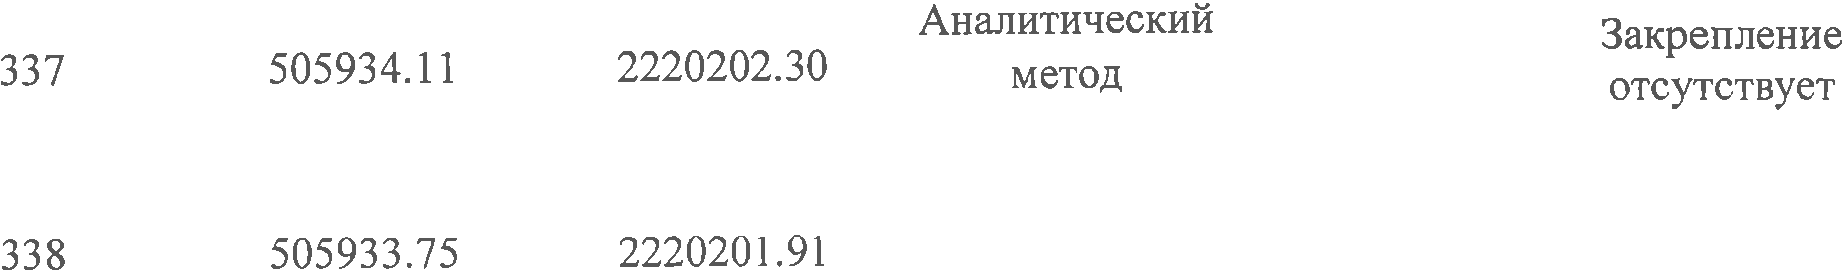 337 505934.11 2220202.30 Аналитический метод Закрепление отсутствует
338 505933.75 2220201.91